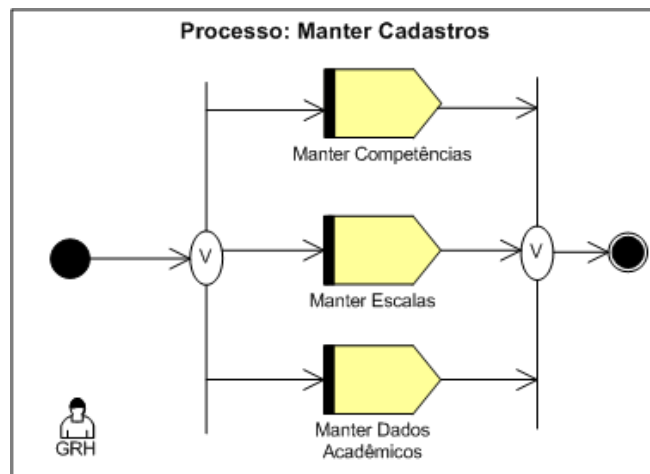 Processo: Manter Cadastros
Manter Competências
V
V
Manter Escalas
Manter Dados
Acadêmicos
GRH